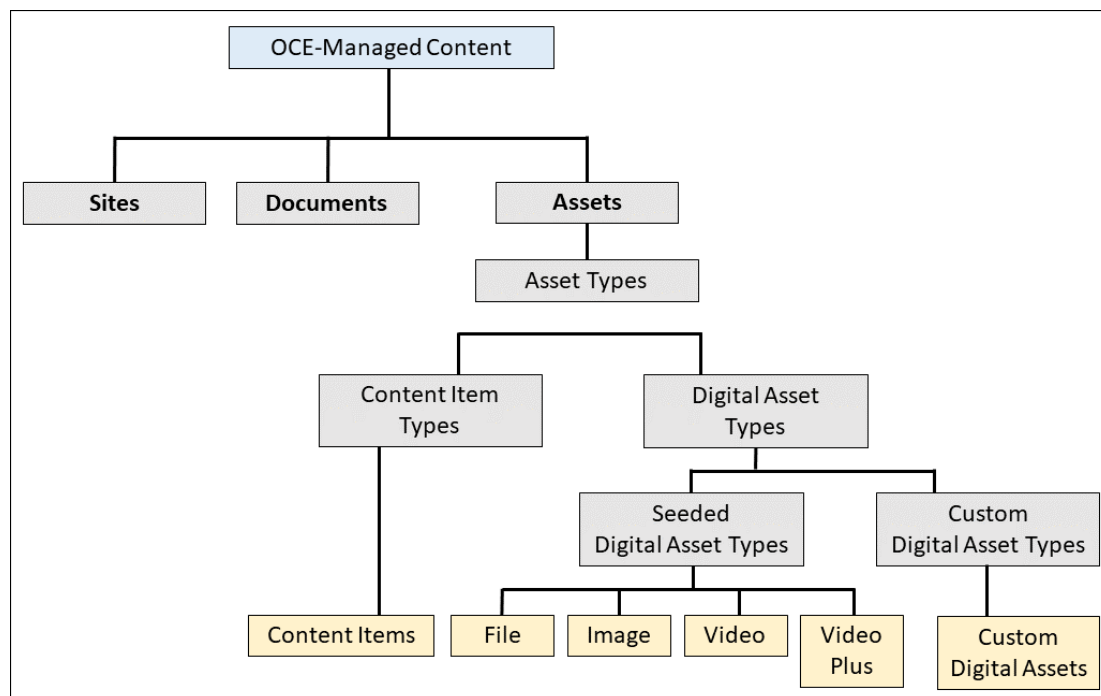 OCE-Managed Content
Sites
Documents
Assets
Asset Types
Content Item
Types
Digital Asset
Types
Seeded
Digital Asset Types
Custom
Digital Asset Types
Content Items
File
Image
Video
Video
Plus
Custom
Digital Assets